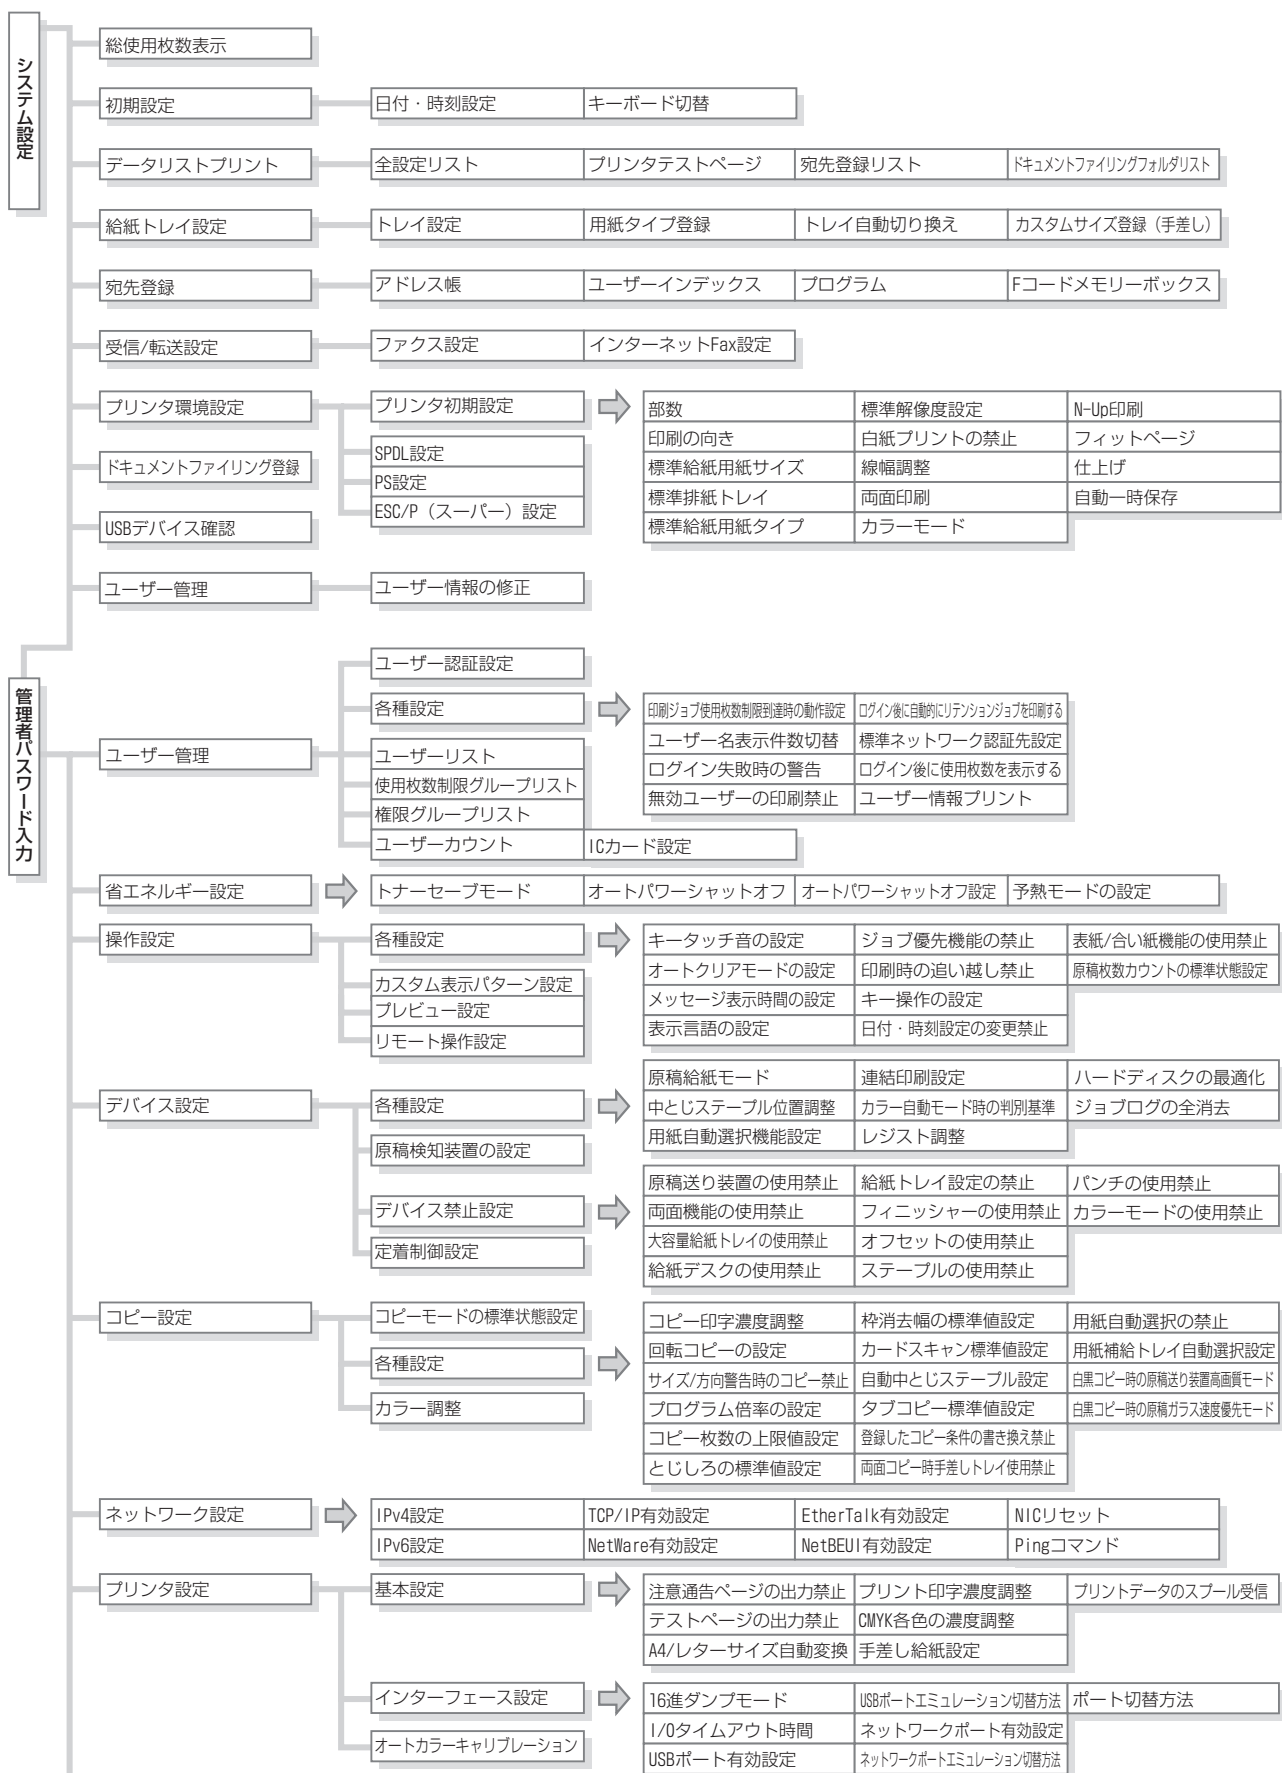 システム設定
総使用枚数表示
初期設定
日付・時刻設定 キーボード切替
データリストプリント
全設定リスト プリンタテストページ 宛先登録リスト ドキュメントファイリングフォルダリスト
給紙トレイ設定
トレイ設定 用紙タイプ登録 トレイ自動切り換え カスタムサイズ登録（手差し）
宛先登録
アドレス帳 ユーザーインデックス プログラム Fコードメモリーボックス
受信/転送設定
ファクス設定 インターネットFax設定
プリンタ環境設定
プリンタ初期設定
部数 標準解像度設定 N-Up印刷
印刷の向き 白紙プリントの禁止 フィットページ
標準給紙用紙サイズ 線幅調整 仕上げ
標準排紙トレイ 両面印刷 自動一時保存
標準給紙用紙タイプ カラーモード
SPDL設定
PS設定
ESC/P（スーパー）設定
ドキュメントファイリング登録
USBデバイス確認
ユーザー管理
ユーザー情報の修正
管理者パスワード入力
ユーザー管理
ユーザー認証設定
各種設定
印刷ジョブ使用枚数制限到達時の動作設定 ログイン後に自動的にリテンションジョブを印刷する
ユーザー名表示件数切替 標準ネットワーク認証先設定
ログイン失敗時の警告 ログイン後に使用枚数を表示する
無効ユーザーの印刷禁止 ユーザー情報プリント
ユーザーリスト
使用枚数制限グループリスト
権限グループリスト
ユーザーカウント ICカード設定
省エネルギー設定
トナーセーブモード オートパワーシャットオフ オートパワーシャットオフ設定 予熱モードの設定
操作設定
各種設定
キータッチ音の設定 ジョブ優先機能の禁止 表紙/合い紙機能の使用禁止
オートクリアモードの設定 印刷時の追い越し禁止 原稿枚数カウントの標準状態設定
メッセージ表示時間の設定 キー操作の設定
表示言語の設定 日付・時刻設定の変更禁止
カスタム表示パターン設定
プレビュー設定
リモート操作設定
デバイス設定
各種設定
原稿給紙モード 連結印刷設定 ハードディスクの最適化
中とじステープル位置調整 カラー自動モード時の判別基準 ジョブログの全消去
用紙自動選択機能設定 レジスト調整
原稿検知装置の設定
デバイス禁止設定
原稿送り装置の使用禁止 給紙トレイ設定の禁止 パンチの使用禁止
両面機能の使用禁止 フィニッシャーの使用禁止 カラーモードの使用禁止
大容量給紙トレイの使用禁止 オフセットの使用禁止
給紙デスクの使用禁止 ステープルの使用禁止
定着制御設定
コピー設定
コピーモードの標準状態設定
各種設定
コピー印字濃度調整 枠消去幅の標準値設定 用紙自動選択の禁止
回転コピーの設定 カードスキャン標準値設定 用紙補給トレイ自動選択設定
サイズ/方向警告時のコピー禁止 自動中とじステープル設定 白黒コピー時の原稿送り装置高画質モード
プログラム倍率の設定 タブコピー標準値設定 白黒コピー時の原稿ガラス速度優先モード
コピー枚数の上限値設定 登録したコピー条件の書き換え禁止
とじしろの標準値設定 両面コピー時手差しトレイ使用禁止
カラー調整
ネットワーク設定
IPv4設定 TCP/IP有効設定 EtherTalk有効設定 NICリセット
IPv6設定 NetWare有効設定 NetBEUI有効設定 Pingコマンド
プリンタ設定
基本設定
注意通告ページの出力禁止 プリント印字濃度調整 プリントデータのスプール受信
テストページの出力禁止 CMYK各色の濃度調整
A4/レターサイズ自動変換 手差し給紙設定
インターフェース設定
16進ダンプモード USBポートエミュレーション切替方法 ポート切替方法
I/Oタイムアウト時間 ネットワークポート有効設定
USBポート有効設定 ネットワークポートエミュレーション切替方法
オートカラーキャリブレーション